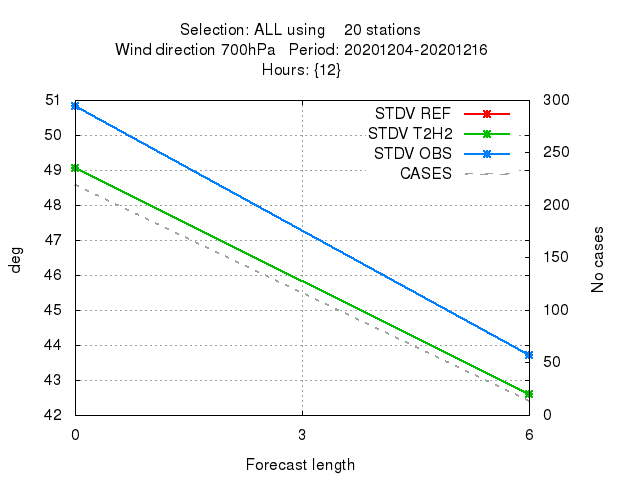 Selection: ALL using    20 stations
Wind direction 700hPa   Period: 20201204-20201216
Hours: {12}
51
50
49
48
47
46
45
44
43
42
300
250
200
150
100
50
0
STDV REF
STDV T2H2
STDV OBS
CASES
deg
No cases
0
3
6
Forecast length